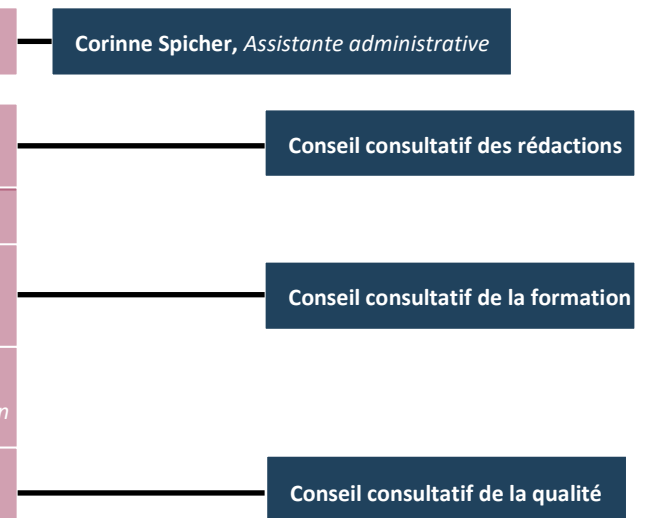 Corinne Spicher, Assistante administrative
Conseil consultatif des rédactions
Conseil consultatif de la formation
Conseil consultatif de la qualité